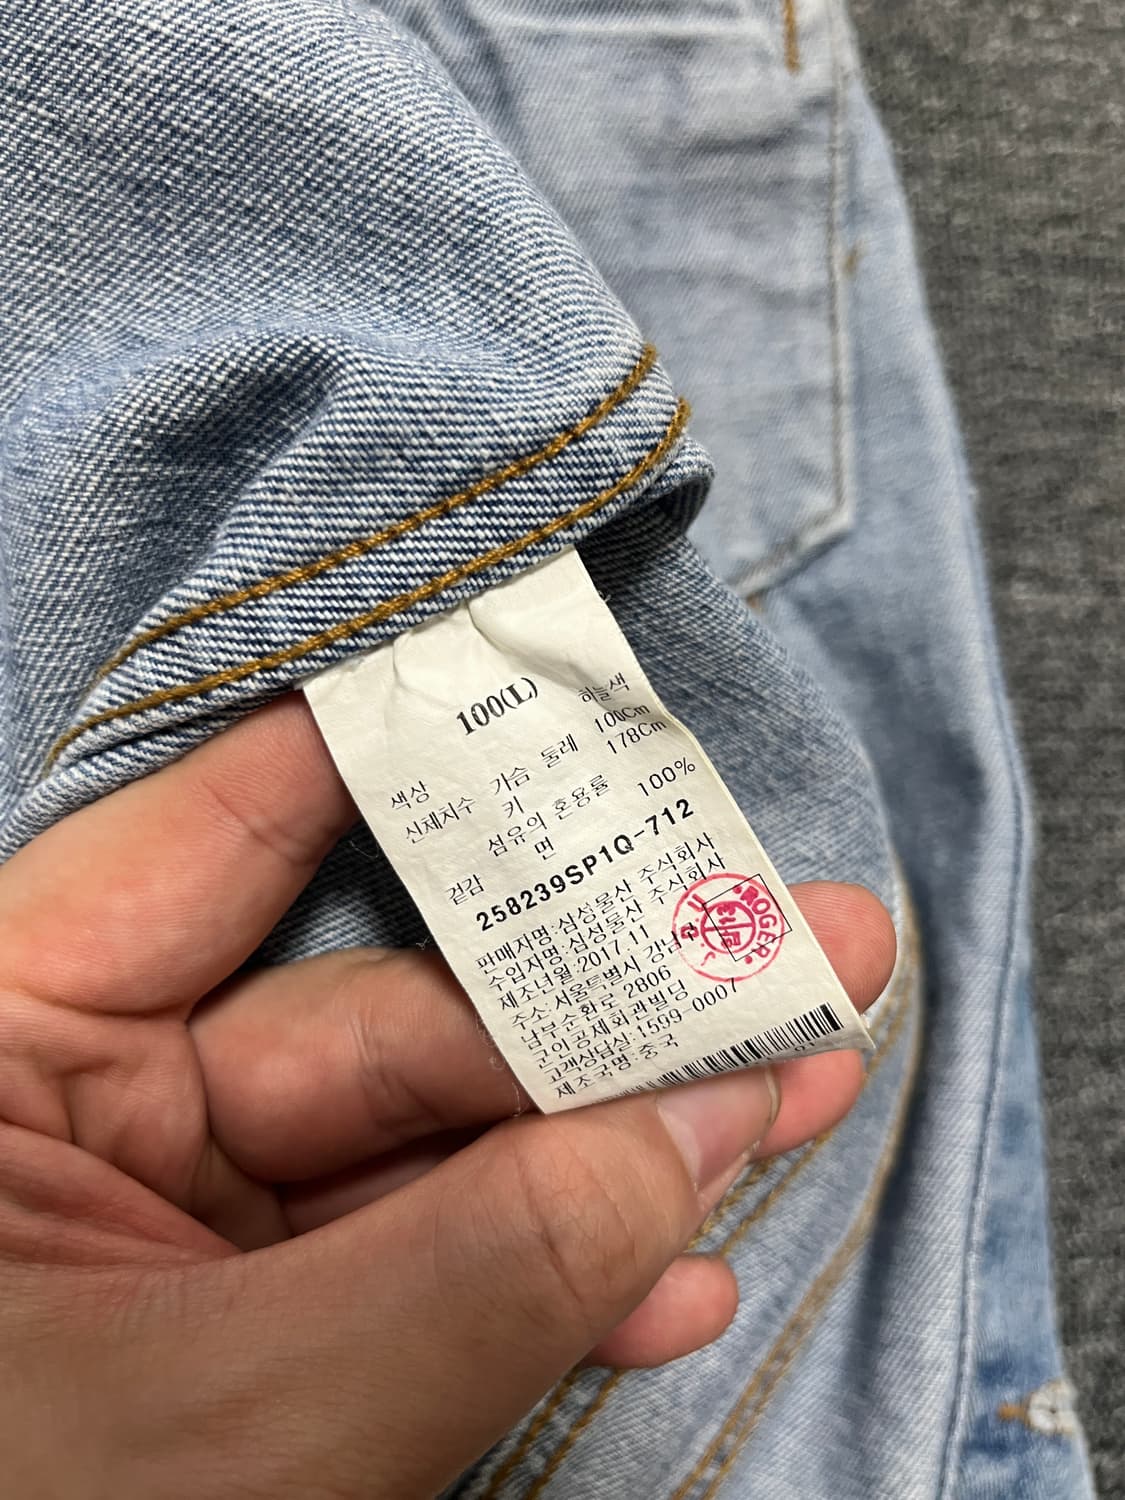 100(L)
색상 하늘색
신체치수 가슴 둘레 100Cm
키 178Cm
섬유의 혼용률
겉감 면 100%
258239SP1Q-712
판매자명:삼성물산 주식회사
수입자명:삼성물산 주식회사
제조년월:2017.11
주소:서울특별시 강남구
남부순환로 2806
군인공제회관빌딩
고객상담실:1599-0007
제조국명:중국
ROGER